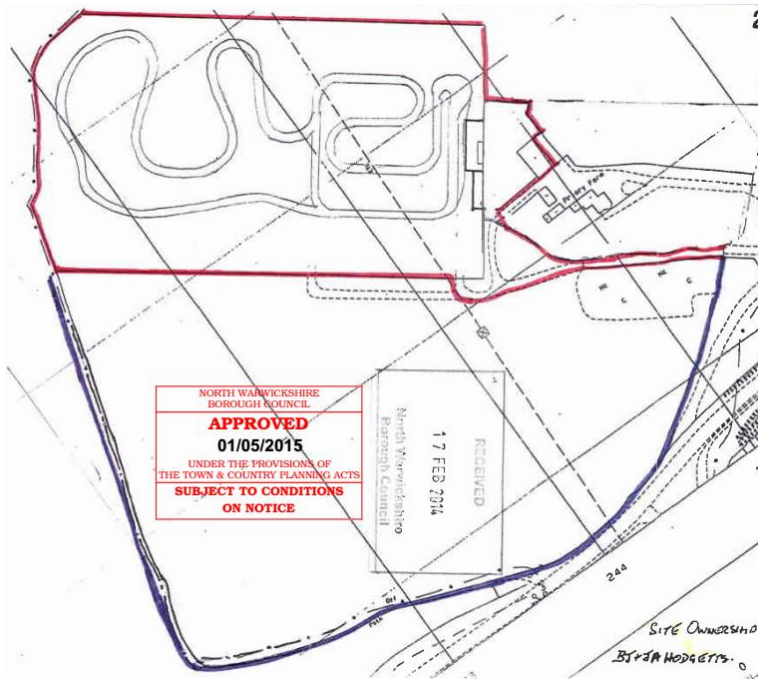 2
Priory Farm
NORTH WARWICKSHIRE
BOROUGH COUNCIL
APPROVED
01/05/2015
UNDER THE PROVISIONS OF
THE TOWN & COUNTRY PLANNING ACTS
SUBJECT TO CONDITIONS
ON NOTICE
RECEIVED
17 FEB 2014
North Warwickshire
Borough Council
244
Path
SITE OWNERSHIP
BJ+JA HODGETTS.